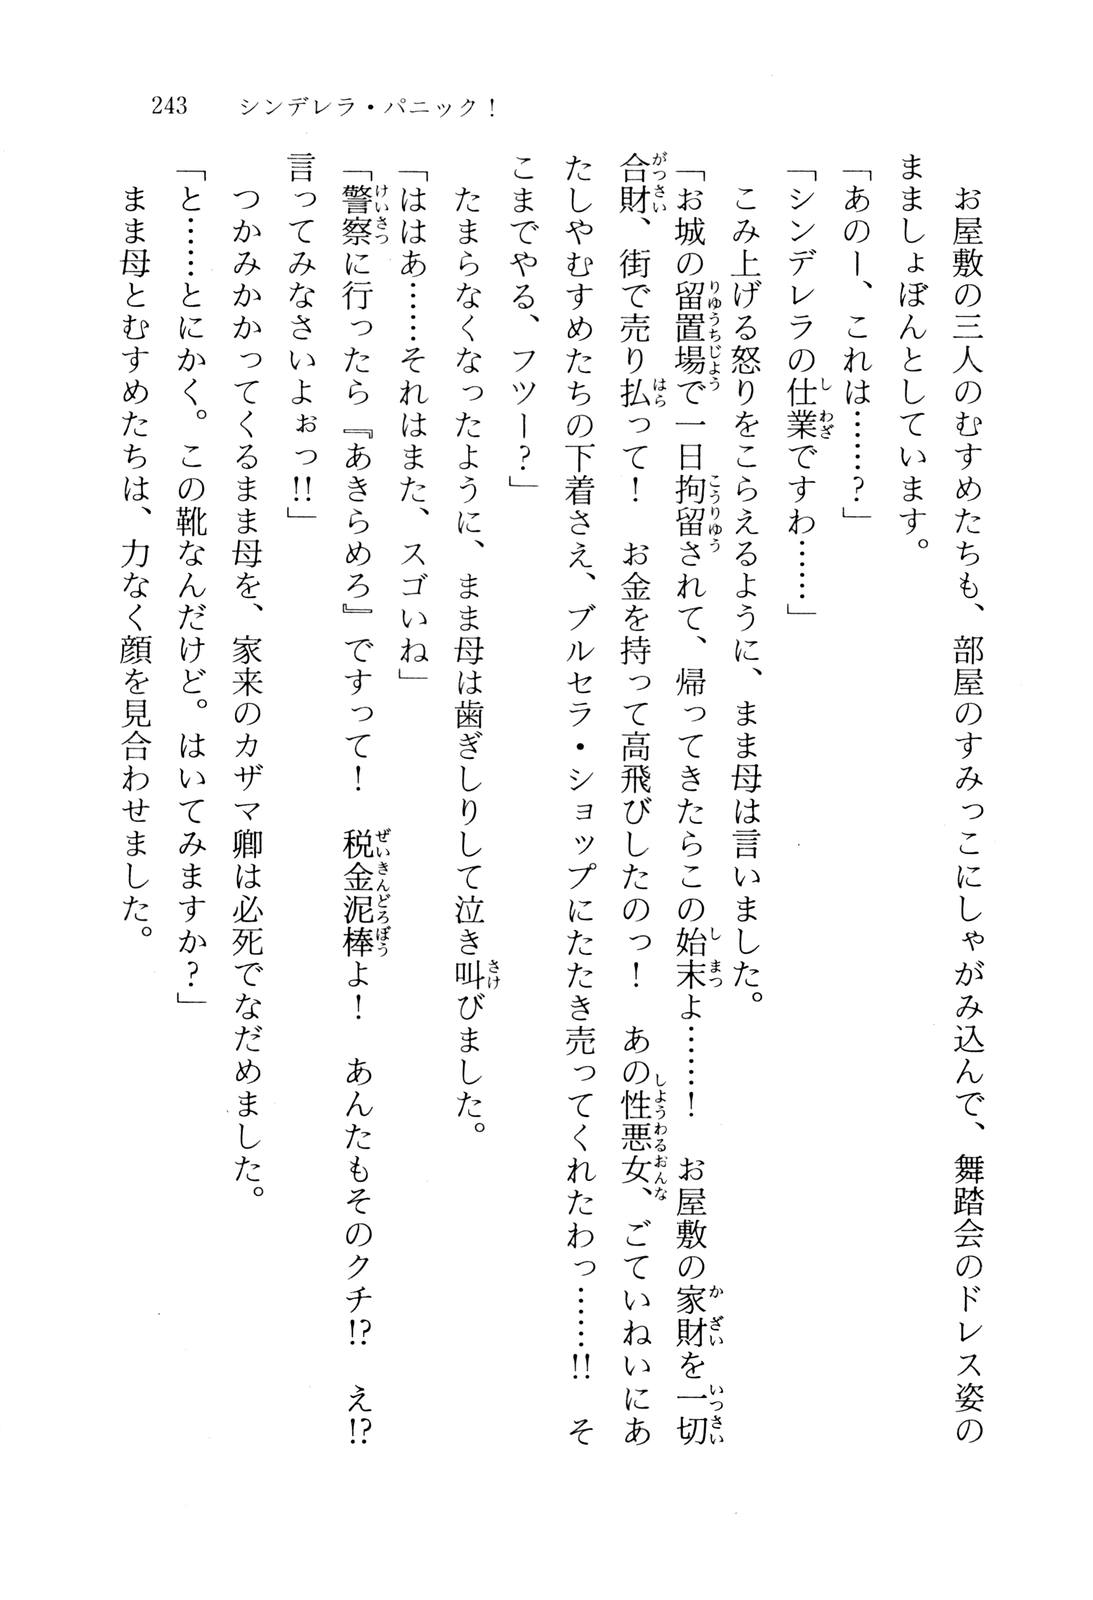 243　シンデレラ・パニック！
　お屋敷の三人のむすめたちも、部屋のすみっこにしゃがみ込んで、舞踏会のドレス姿の
ままましょぼんとしています。
「あのー、これは……？」
「シンデレラの仕業ですわ……」
　こみ上げる怒りをこらえるように、まま母は言いました。
「お城の留置場で一日拘留されて、帰ってきたらこの始末よ……！　お屋敷の家財を一切
合財、街で売り払って！　お金を持って高飛びしたのっ！　あの性悪女、ごていねいにあ
たしやむすめたちの下着さえ、ブルセラ・ショップにたたき売ってくれたわっ……!!　そ
こまでやる、フツー？」
　たまらなくなったように、まま母は歯ぎしりして泣き叫びました。
「ははあ……それはまた、スゴいね」
「警察に行ったら『あきらめろ』ですって！　税金泥棒よ！　あんたもそのクチ!?　え!?
言ってみなさいよぉっ!!」
　つかみかかってくるまま母を、家来のカザマ卿は必死でなだめました。
「と……とにかく。この靴なんだけど。はいてみますか？」
　まま母とむすめたちは、力なく顔を見合わせました。